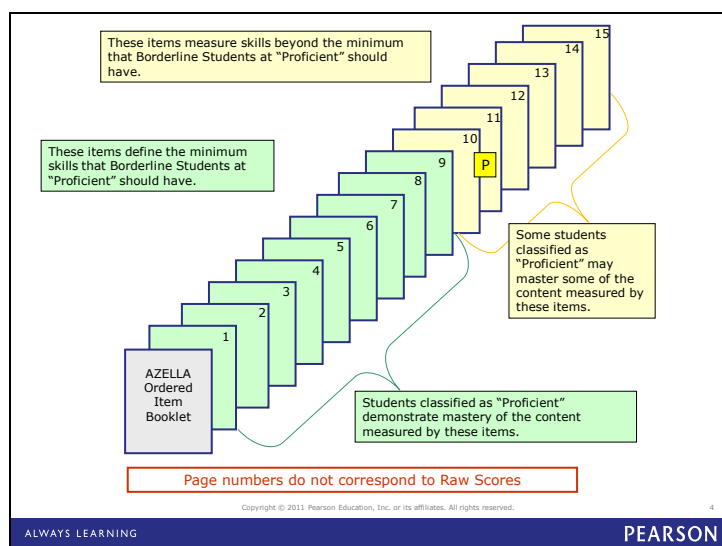 These items measure skills beyond the minimum
that Borderline Students at “Proficient” should
have.
15
14
13
12
11
10
P
These items define the minimum
skills that Borderline Students at
“Proficient” should have.
9
8
7
6
5
4
3
2
1
Some students
classified as
“Proficient” may
master some of the
content measured by
these items.
AZELLA
Ordered
Item
Booklet
Students classified as “Proficient”
demonstrate mastery of the content
measured by these items.
Page numbers do not correspond to Raw Scores
Copyright © 2011 Pearson Education, Inc. or its affiliates. All rights reserved.
4
ALWAYS LEARNING
PEARSON